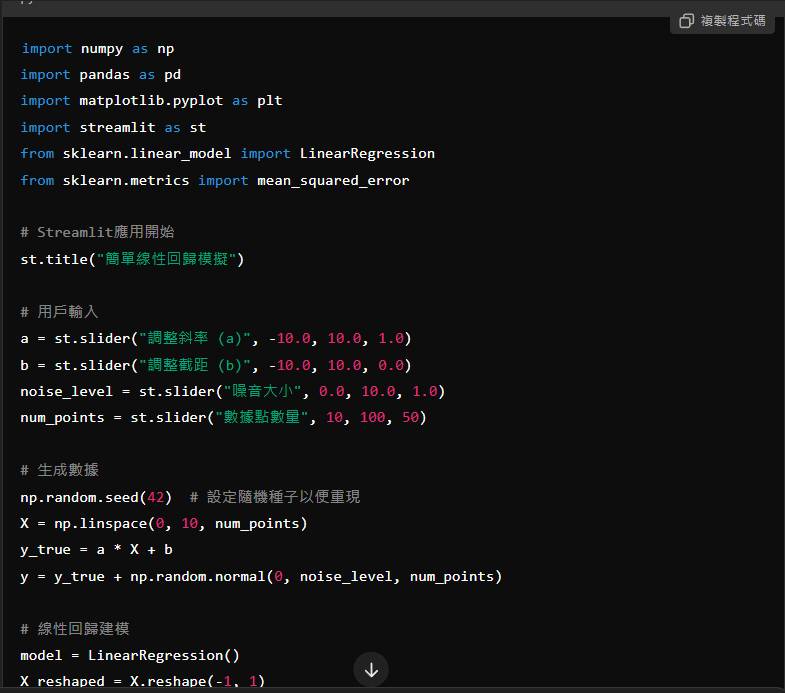 複製程式碼
import numpy as np
import pandas as pd
import matplotlib.pyplot as plt
import streamlit as st
from sklearn.linear_model import LinearRegression
from sklearn.metrics import mean_squared_error
# Streamlit應用開始
st.title("簡單線性回歸模擬")
# 用戶輸入
a = st.slider("調整斜率 (a)", -10.0, 10.0, 1.0)
b = st.slider("調整截距 (b)", -10.0, 10.0, 0.0)
noise_level = st.slider("噪音大小", 0.0, 10.0, 1.0)
num_points = st.slider("數據點數量", 10, 100, 50)
# 生成數據
np.random.seed(42)  # 設定隨機種子以便重現
X = np.linspace(0, 10, num_points)
y_true = a * X + b
y = y_true + np.random.normal(0, noise_level, num_points)
# 線性回歸建模
model = LinearRegression()
X_reshaped = X.reshape(-1, 1)